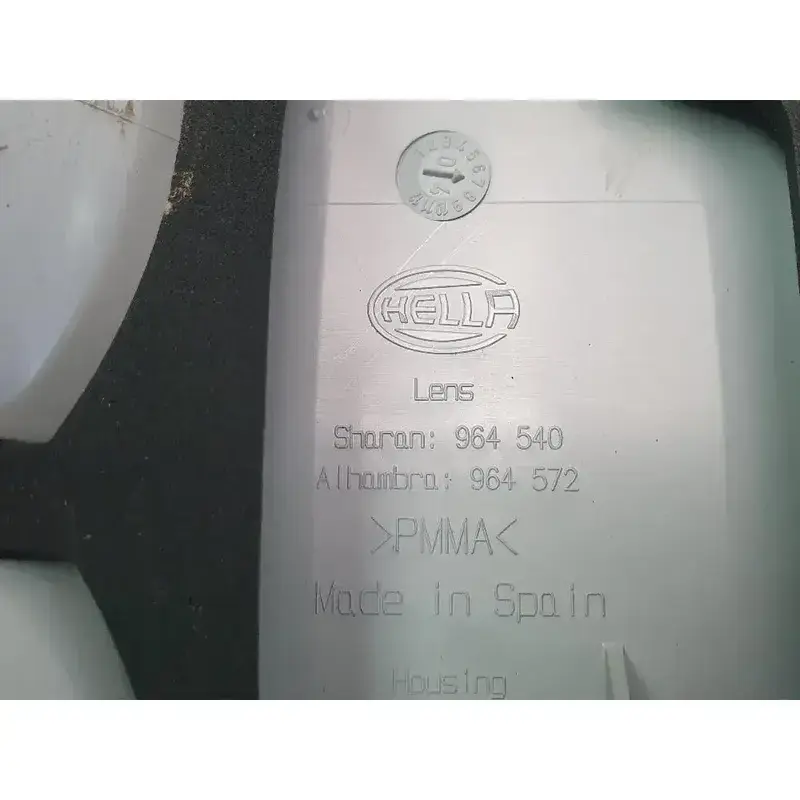 HELLA
Lens
Sharan: 964 540
Alhambra: 964 572
>PMMA<
Made in Spain
Housing